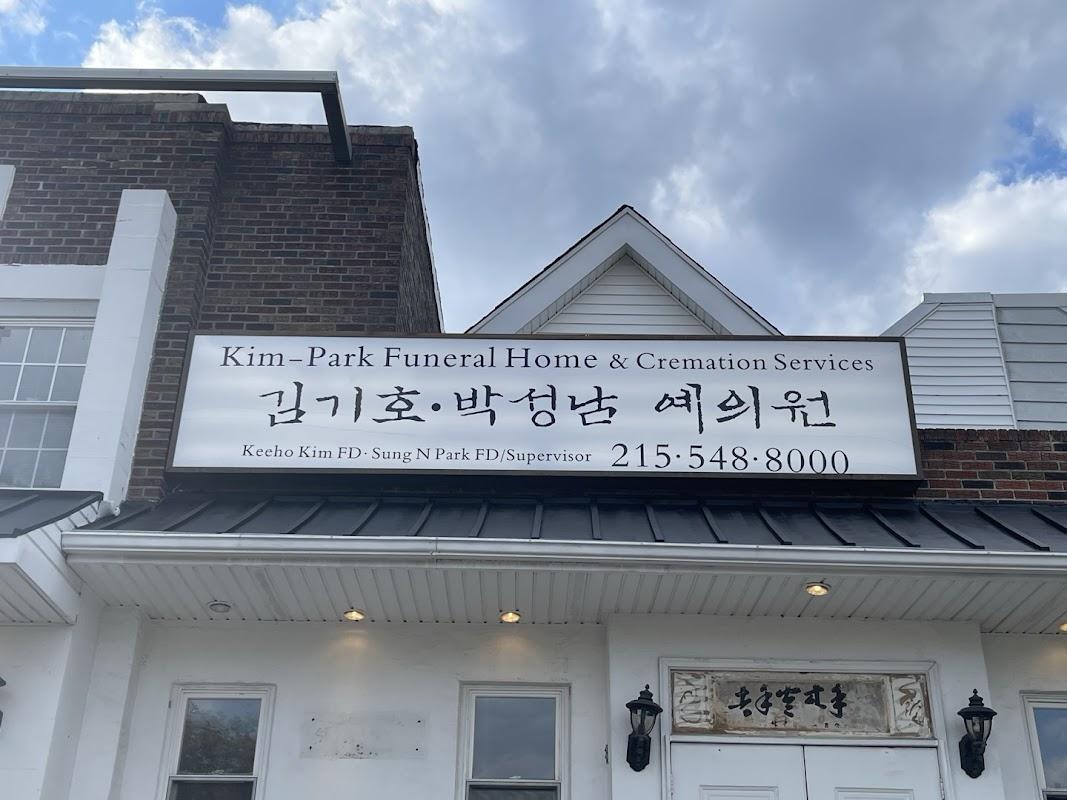 Kim-Park Funeral Home & Cremation Services
김기호·박성남 예의원
Keeho Kim FD· Sung N Park FD/Supervisor 215·548·8000